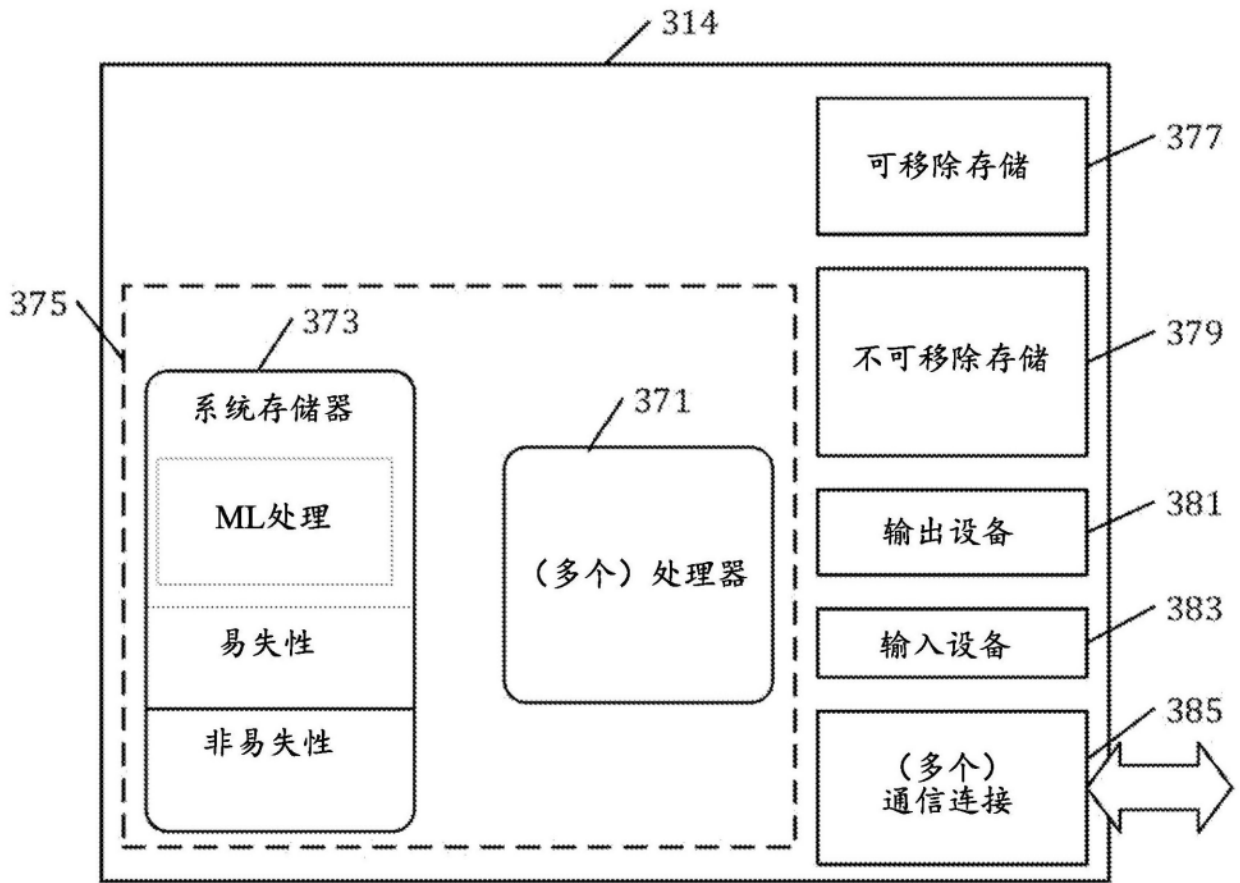 314
可移除存储
377
375
373
不可移除存储
379
系统存储器
371
ML处理
输出设备
381
(多个)处理器
易失性
输入设备
383
非易失性
(多个)
通信连接
385